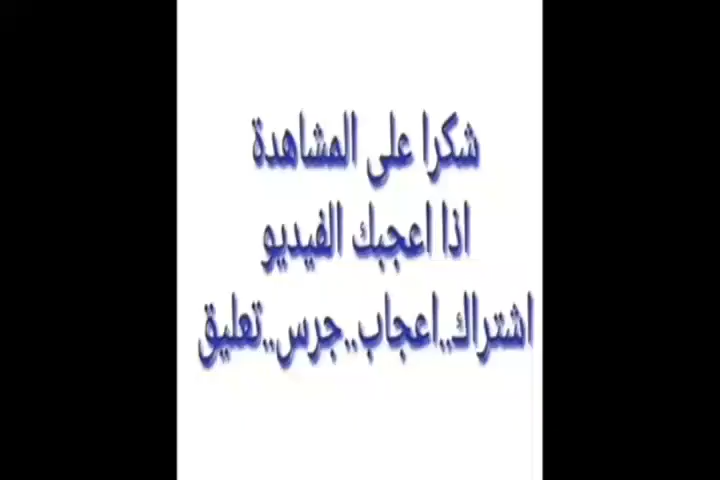 شكرا على المشاهدة
اذا اعجبك الفيديو
اشتراك..اعجاب..جرس..تعليق